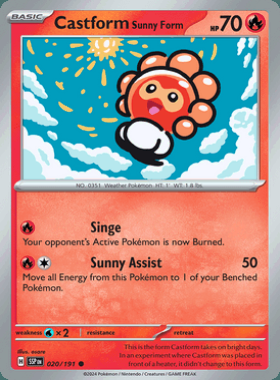 BASIC
Castform Sunny Form
HP 70
NO. 0351 Weather Pokémon HT: 1' WT: 1.8 lbs.
Singe
Your opponent's Active Pokémon is now Burned.
Sunny Assist 50
Move all Energy from this Pokémon to 1 of your Benched
Pokémon.
weakness ×2 resistance retreat
Illus.
SSP EN 020/191
This is the form Castform takes on bright days.
In an experiment where Castform was placed in
front of a heater, it didn't change to this form.
©2024 Pokémon / Nintendo / Creatures / GAME FREAK